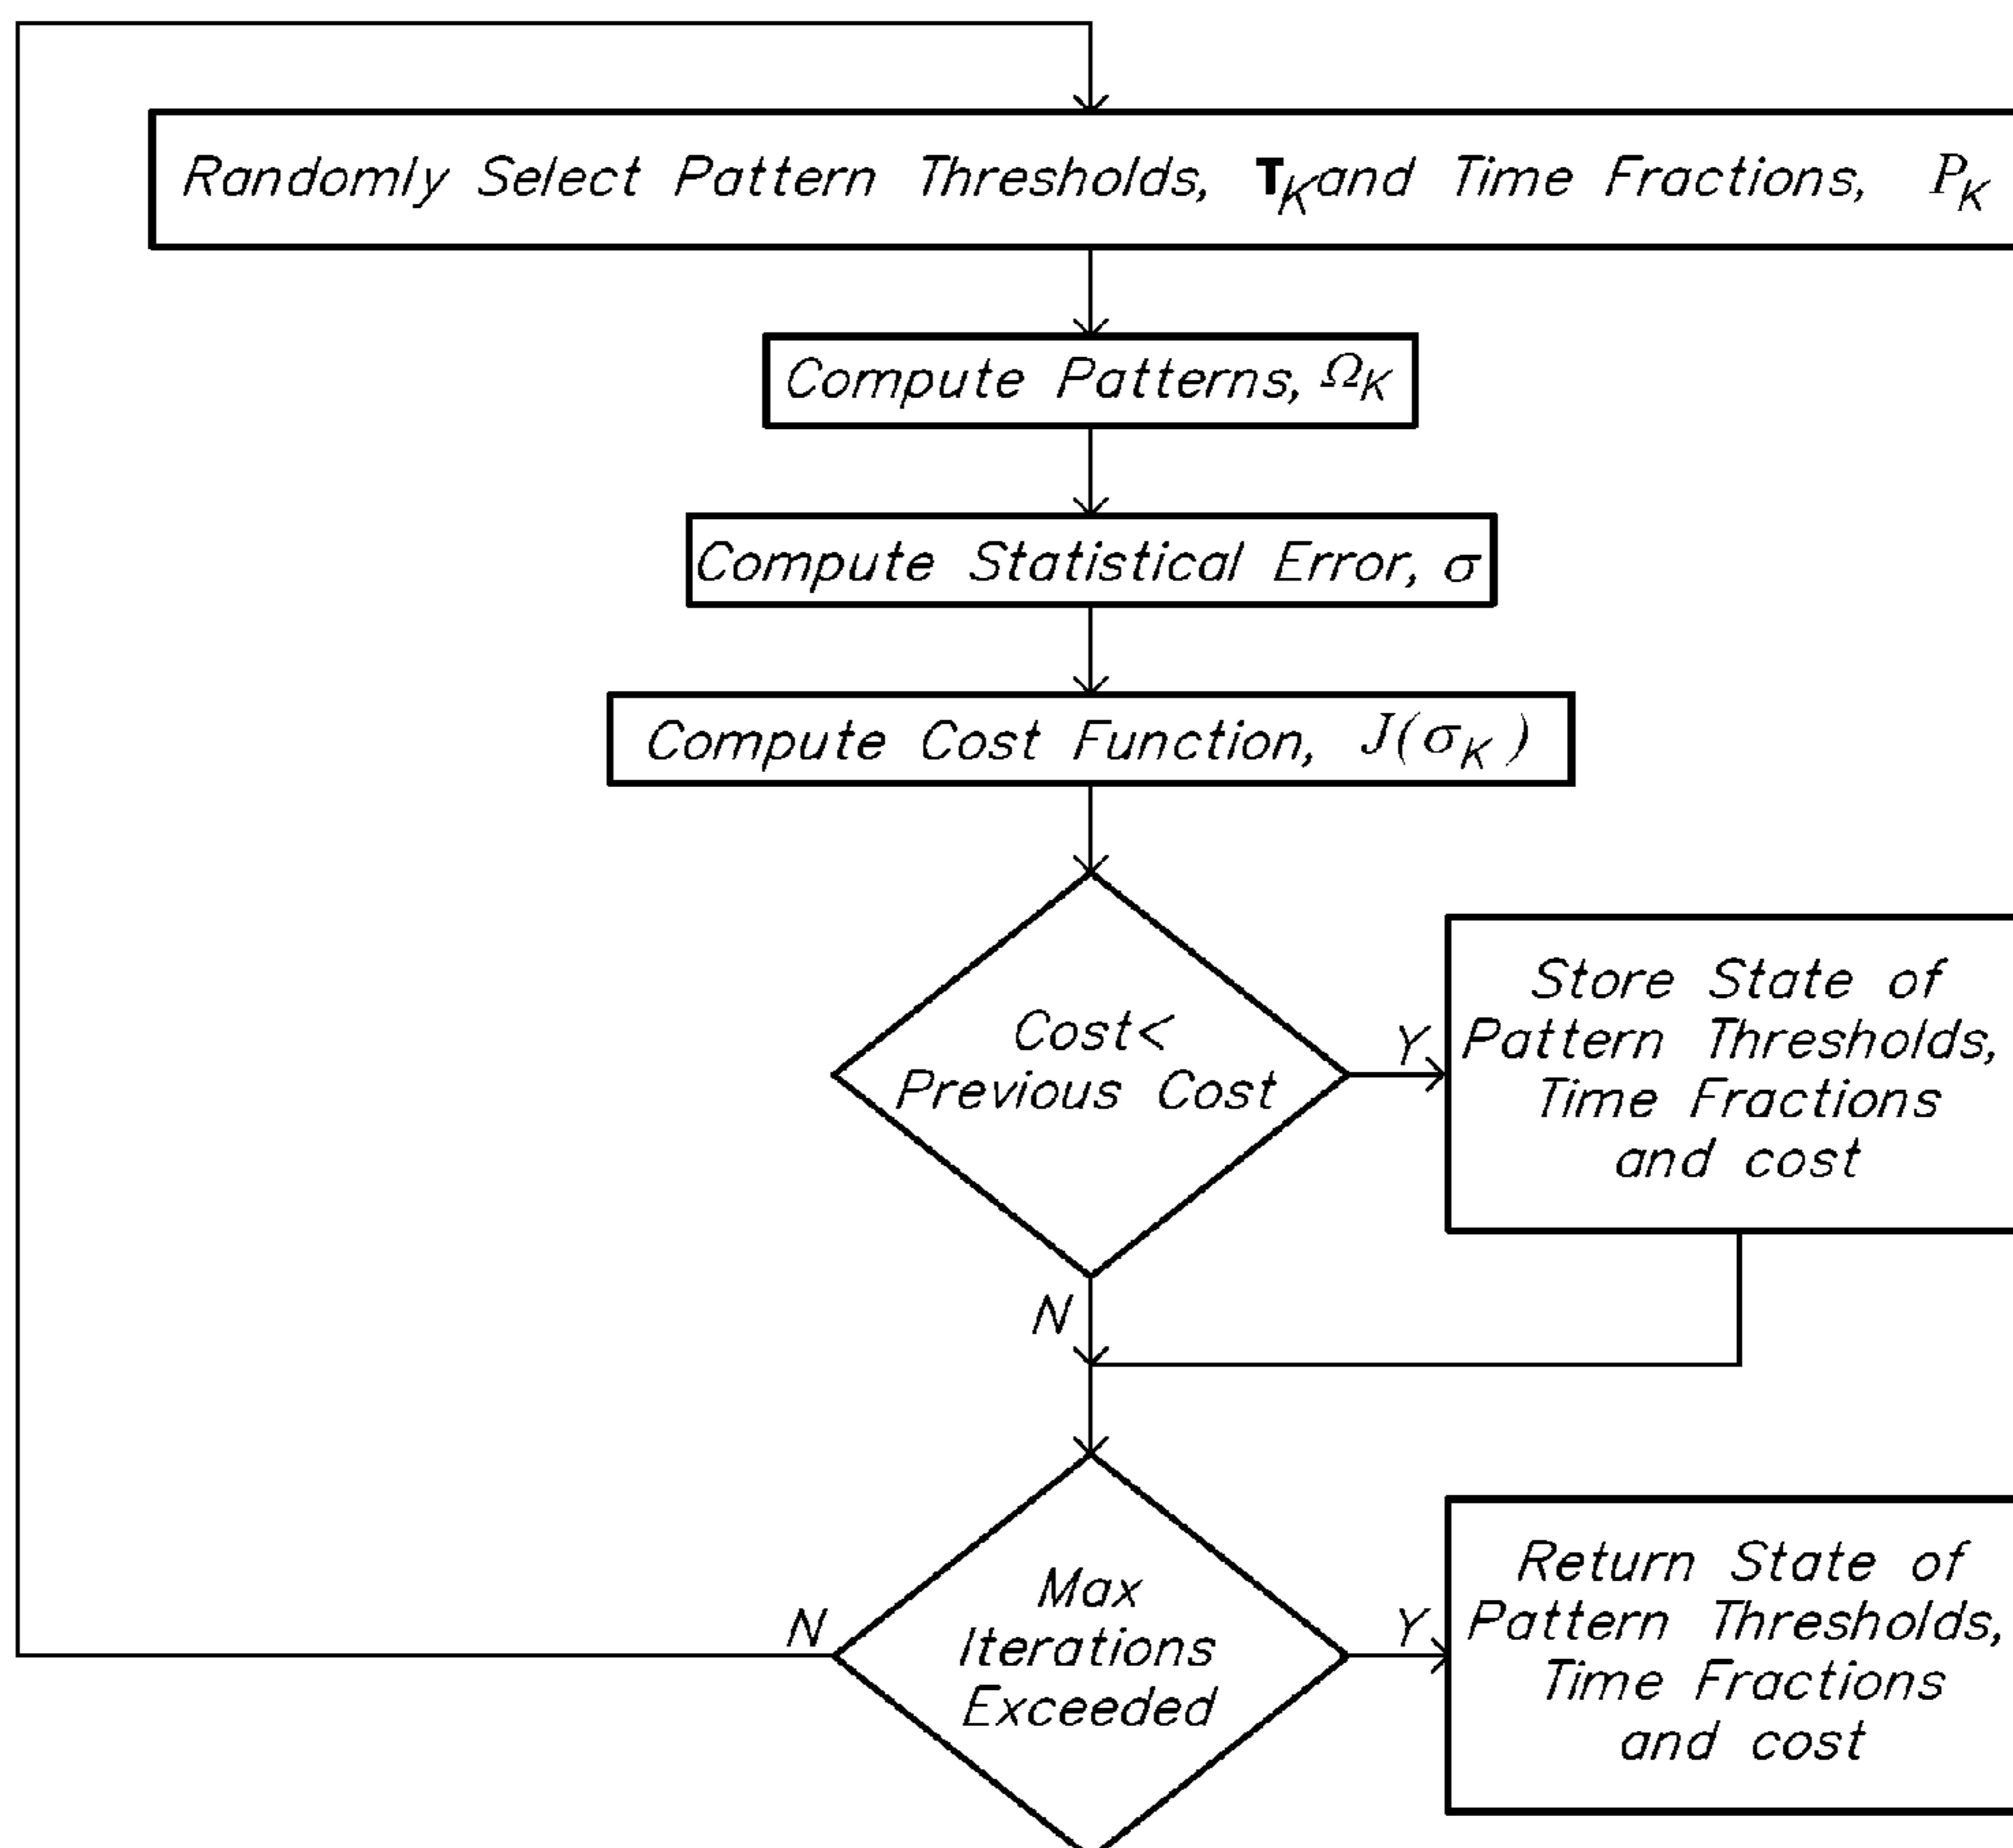 Randomly Select Pattern Thresholds, T_K and Time Fractions, P_K
Compute Patterns, Ω_K
Compute Statistical Error, σ
Compute Cost Function, J(σ_K)
Cost<
Previous Cost
Y
Store State of
Pattern Thresholds,
Time Fractions
and cost
N
Max
Iterations
Exceeded
N
Y
Return State of
Pattern Thresholds,
Time Fractions
and cost